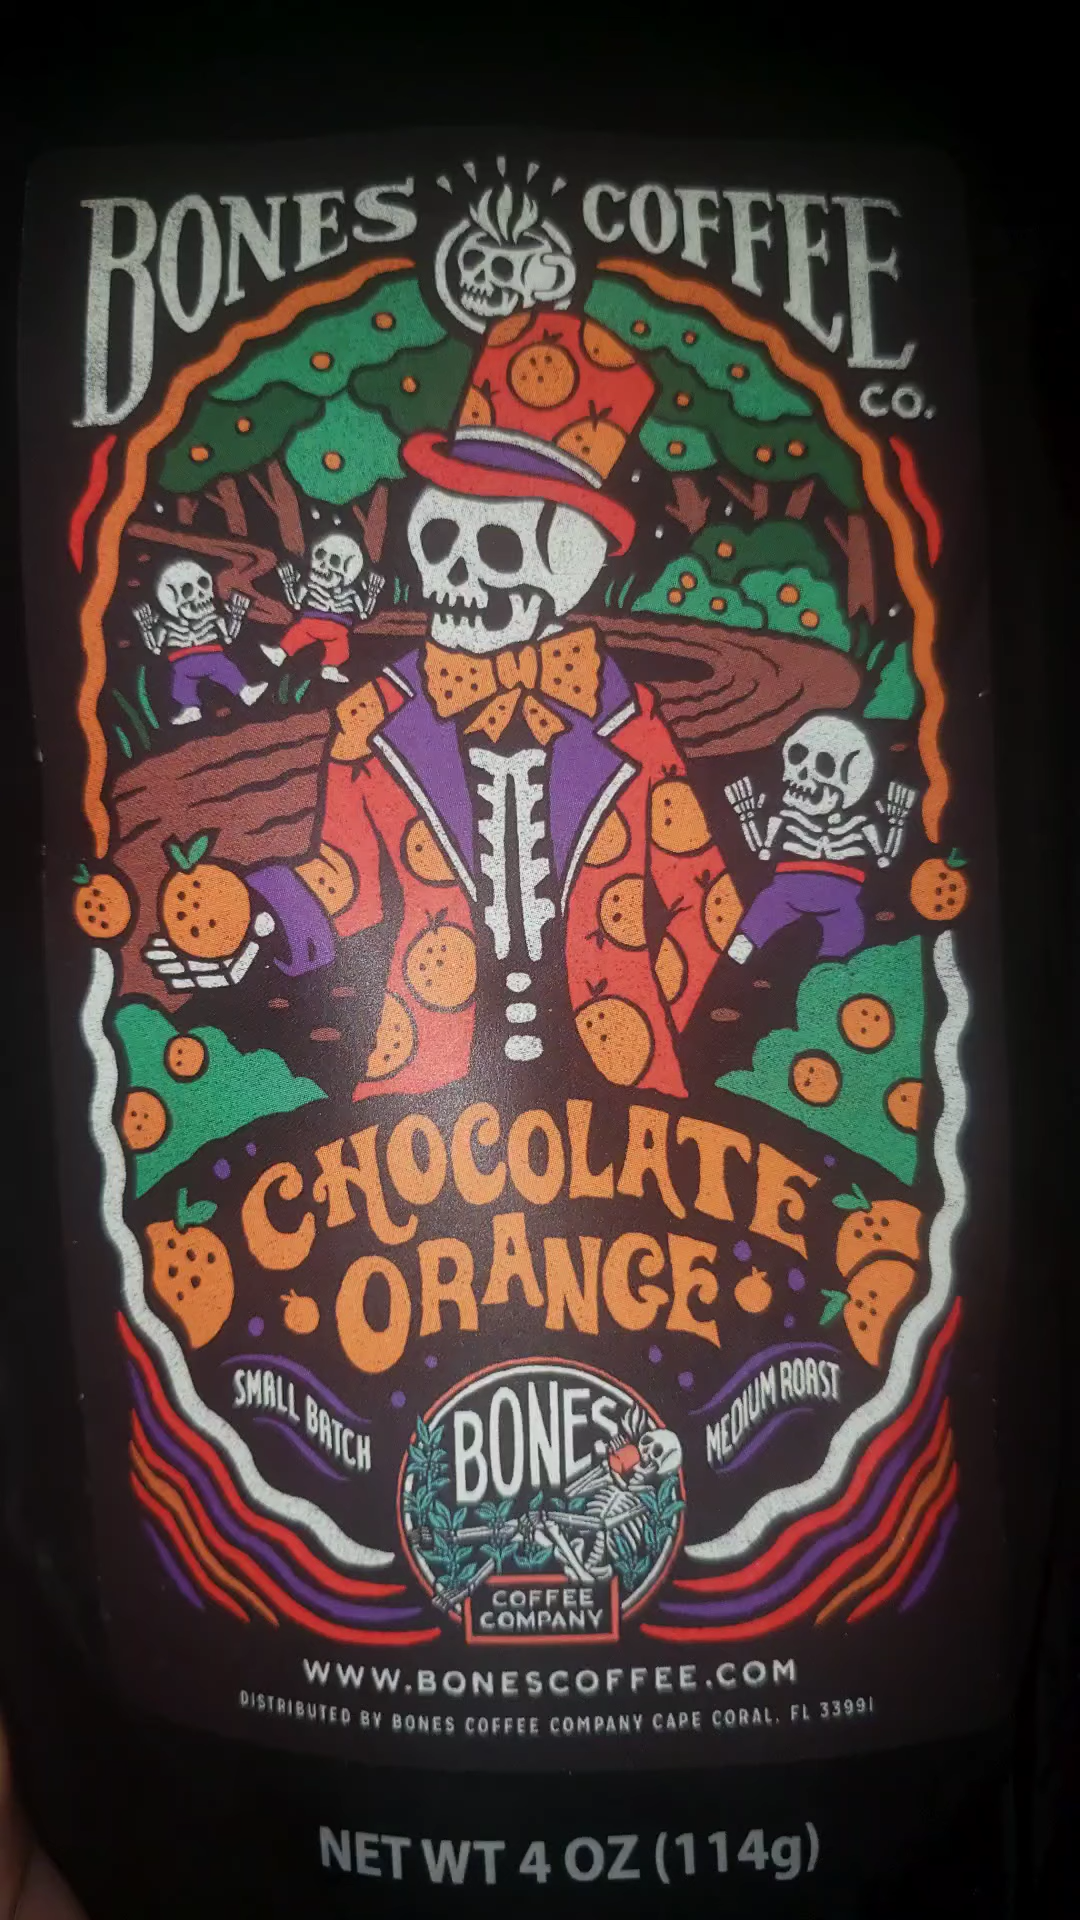 BONES COFFEE CO.
CHOCOLATE
ORANGE
SMALL BATCH
MEDIUM ROAST
BONES
COFFEE
COMPANY
WWW.BONESCOFFEE.COM
DISTRIBUTED BY BONES COFFEE COMPANY CAPE CORAL, FL 33991
NET WT 4 OZ (114g)